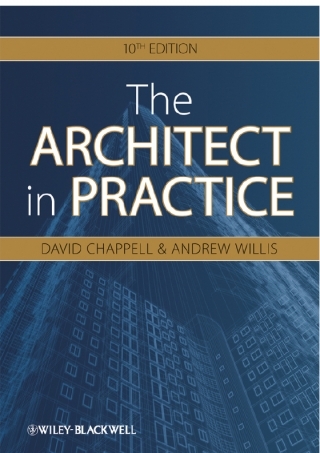 10TH EDITION
The
ARCHITECT
in PRACTICE
DAVID CHAPPELL & ANDREW WILLIS
WILEY-BLACKWELL